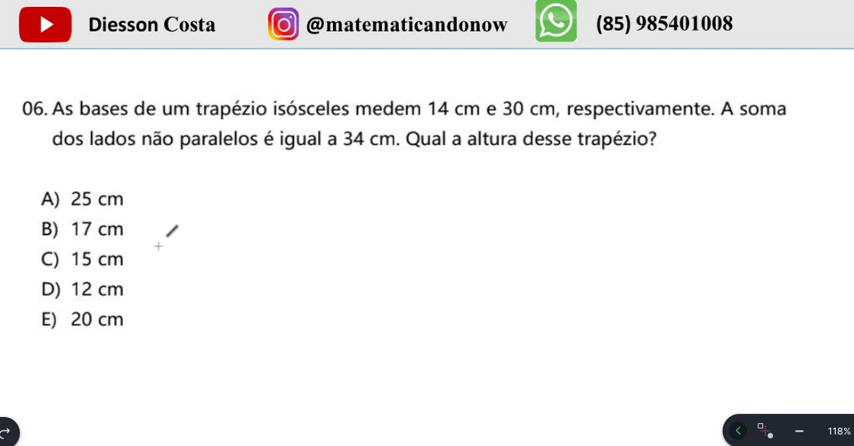 Diesson Costa @matematicandonow (85) 985401008
06. As bases de um trapézio isósceles medem 14 cm e 30 cm, respectivamente. A soma
dos lados não paralelos é igual a 34 cm. Qual a altura desse trapézio?
A) 25 cm
B) 17 cm
C) 15 cm
D) 12 cm
E) 20 cm
118%